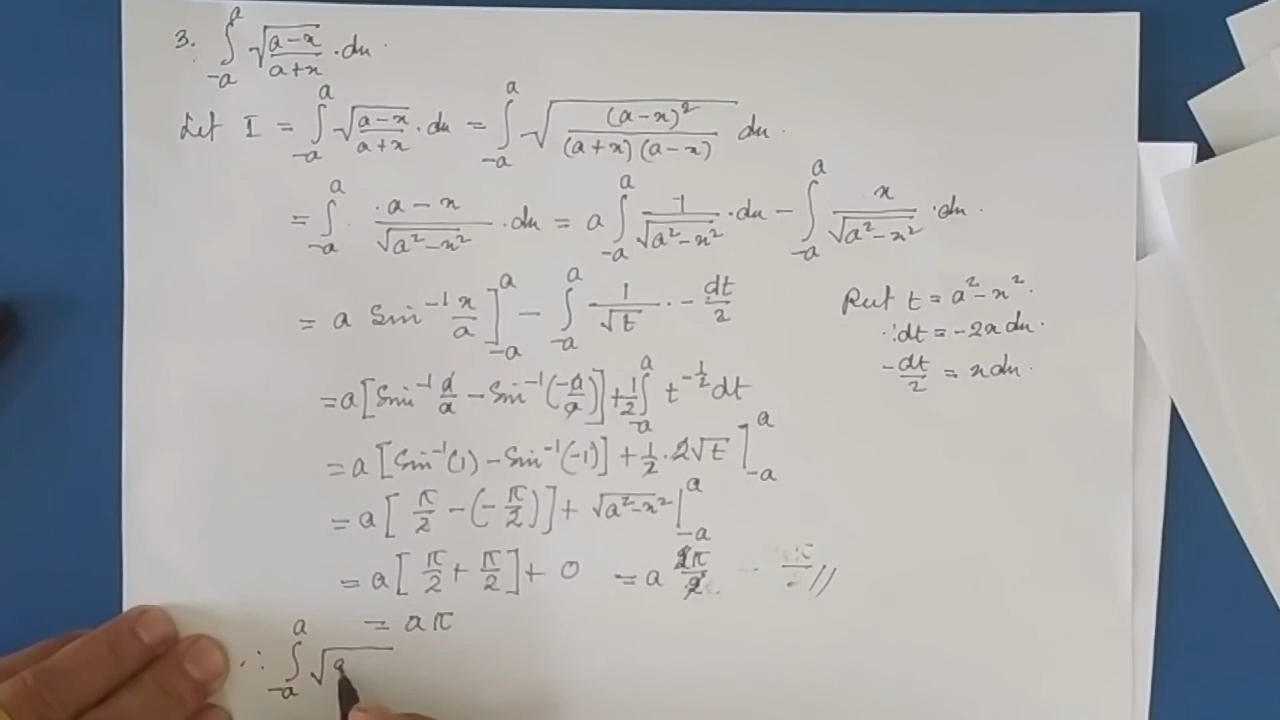 3. ∫_{-a}^{a} √((a-x)/(a+x)) · dx ·
Let I = ∫_{-a}^{a} √((a-x)/(a+x)) · dx = ∫_{-a}^{a} √((a-x)²/((a+x)(a-x))) dx ·
= ∫_{-a}^{a} (a-x)/√(a²-x²) · dx = a ∫_{-a}^{a} 1/√(a²-x²) · dx - ∫_{-a}^{a} x/√(a²-x²) · dx ·
= a Sin⁻¹ x/a ]_{-a}^{a} - ∫_{-a}^{a} 1/√t · - dt/2
Put t = a²-x² ·
∴ dt = -2x dx ·
-dt/2 = x dx ·
= a [Sin⁻¹ a/a - Sin⁻¹(-a/a)] + 1/2 ∫_{-a}^{a} t^{-1/2} dt
= a [Sin⁻¹(1) - Sin⁻¹(-1)] + 1/2 · 2√t ]_{-a}^{a}
= a [π/2 - (-π/2)] + √(a²-x²) |_{-a}^{a}
= a [π/2 + π/2] + 0 = a 2π/2
= aπ
∴ ∫_{-a}^{a} √a